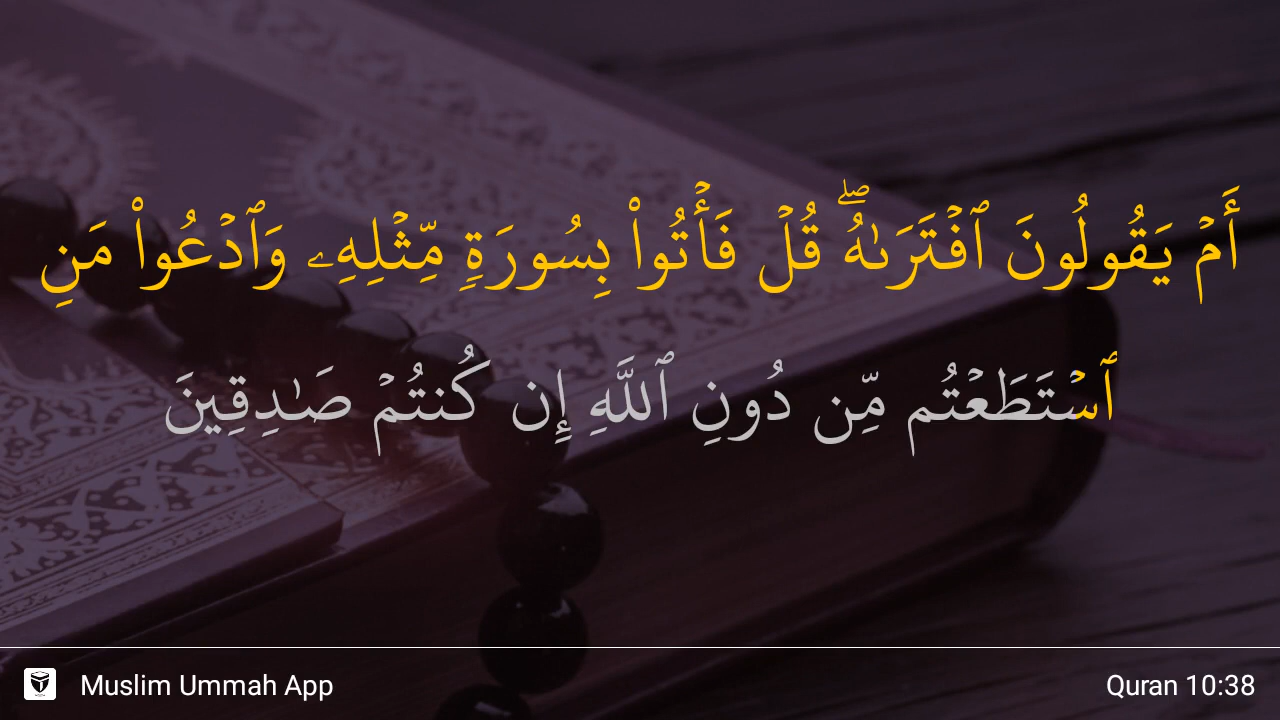 أَمۡ يَقُولُونَ ٱفۡتَرَىٰهُۖ قُلۡ فَأۡتُواْ بِسُورَةٖ مِّثۡلِهِۦ وَٱدۡعُواْ مَنِ
ٱسۡتَطَعۡتُم مِّن دُونِ ٱللَّهِ إِن كُنتُمۡ صَٰدِقِينَ
Muslim Ummah App
Quran 10:38